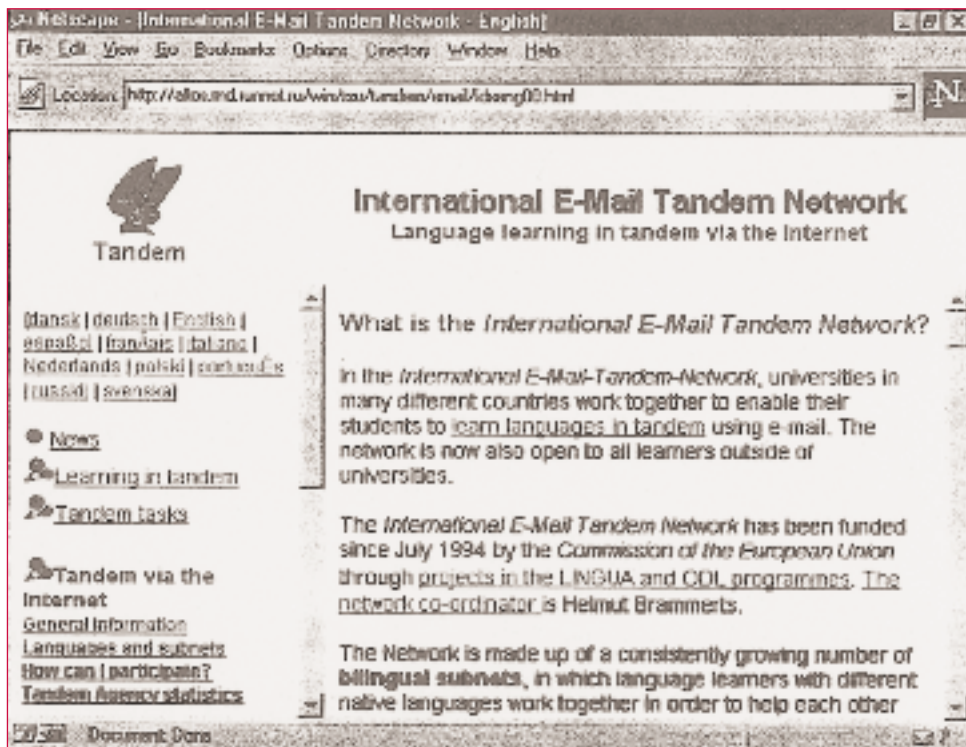 Netscape - [International E-Mail Tandem Network - English]
File Edit View Go Bookmarks Options Directory Window Help
Location:
Tandem
International E-Mail Tandem Network
Language learning in tandem via the Internet
[dansk | deutsch | English |
español | | italiano |
Nederlands | polski |
[russki] | svenska]
News
Learning in tandem
Tandem tasks
Tandem via the
Internet
General Information
Languages and subnets
How can I participate?
Tandem Agency statistics
What is the International E-Mail Tandem Network?
In the International E-Mail-Tandem-Network, universities in
many different countries work together to enable their
students to learn languages in tandem using e-mail. The
network is now also open to all learners outside of
universities.
The International E-Mail Tandem Network has been funded
since July 1994 by the Commission of the European Union
through projects in the LINGUA and ODL programmes. The
network co-ordinator is Helmut Brammerts.
The Network is made up of a consistently growing number of
bilingual subnets, in which language learners with different
native languages work together in order to help each other
Document: Done